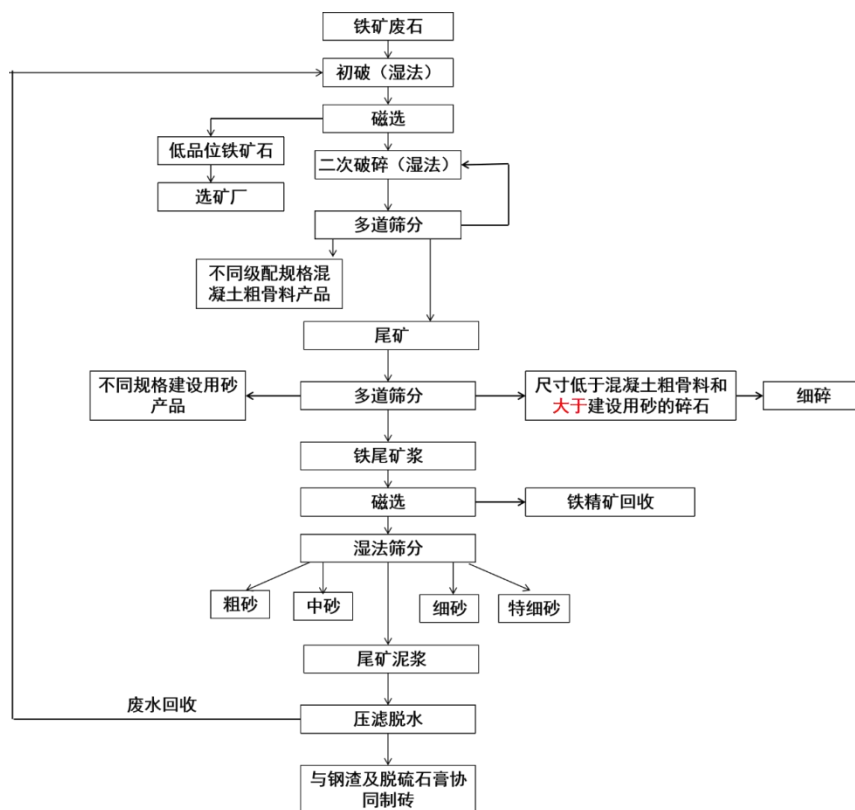 铁矿废石
初破（湿法）
磁选
低品位铁矿石
二次破碎（湿法）
选矿厂
多道筛分
不同级配规格混
凝土粗骨料产品
尾矿
不同规格建设用砂
产品
多道筛分
尺寸低于混凝土粗骨料和
大于建设用砂的碎石
细碎
铁尾矿浆
磁选
铁精矿回收
湿法筛分
粗砂
中砂
细砂
特细砂
尾矿泥浆
废水回收
压滤脱水
与钢渣及脱硫石膏协
同制砖